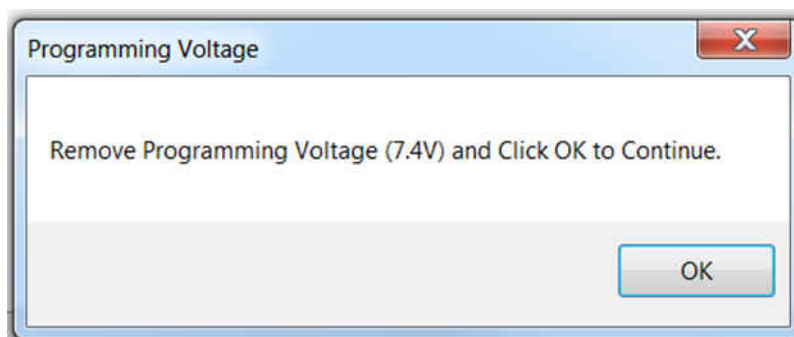 Programming Voltage
Remove Programming Voltage (7.4V) and Click OK to Continue.
OK